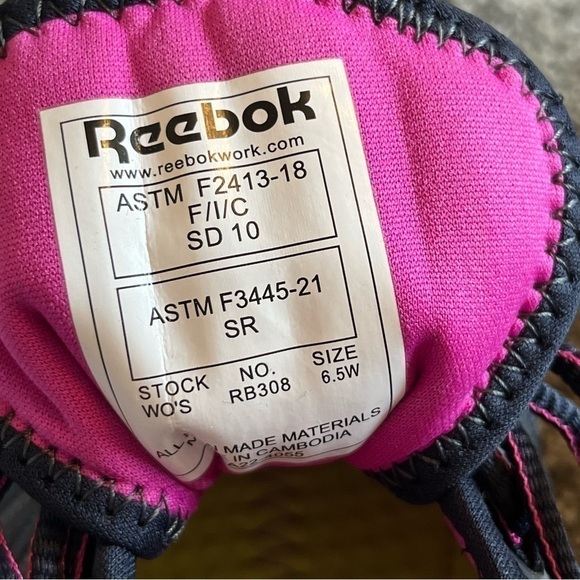 Reebok
www.reebokwork.com
ASTM F2413-18
F/I/C
SD 10
ASTM F3445-21
SR
STOCK NO. SIZE
WO'S RB308 6.5W
ALL
MADE MATERIALS
IN CAMBODIA